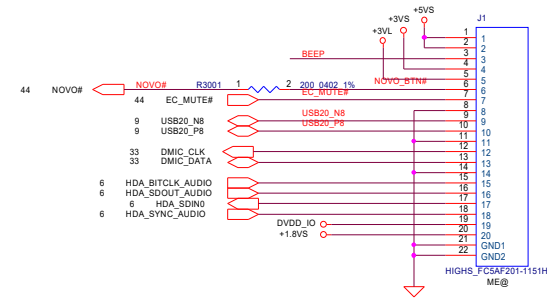 +5VS
J1
+3VS
+3VL
1 1
2 2
BEEP 3 3
4 4
5 5
44 NOVO# NOVO# R3001 1 2 200_0402_1% NOVO_BTN# 6 6
44 EC_MUTE# EC_MUTE# 7 7
8 8
9 USB20_N8 USB20_N8 9 9
9 USB20_P8 USB20_P8 10 10
11 11
33 DMIC_CLK 12 12
33 DMIC_DATA 13 13
14 14
6 HDA_BITCLK_AUDIO 15 15
6 HDA_SDOUT_AUDIO 16 16
6 HDA_SDIN0 17 17
6 HDA_SYNC_AUDIO 18 18
DVDD_IO 19 19
+1.8VS 20 20
21 GND1
22 GND2
HIGHS_FC5AF201-1151H
ME@